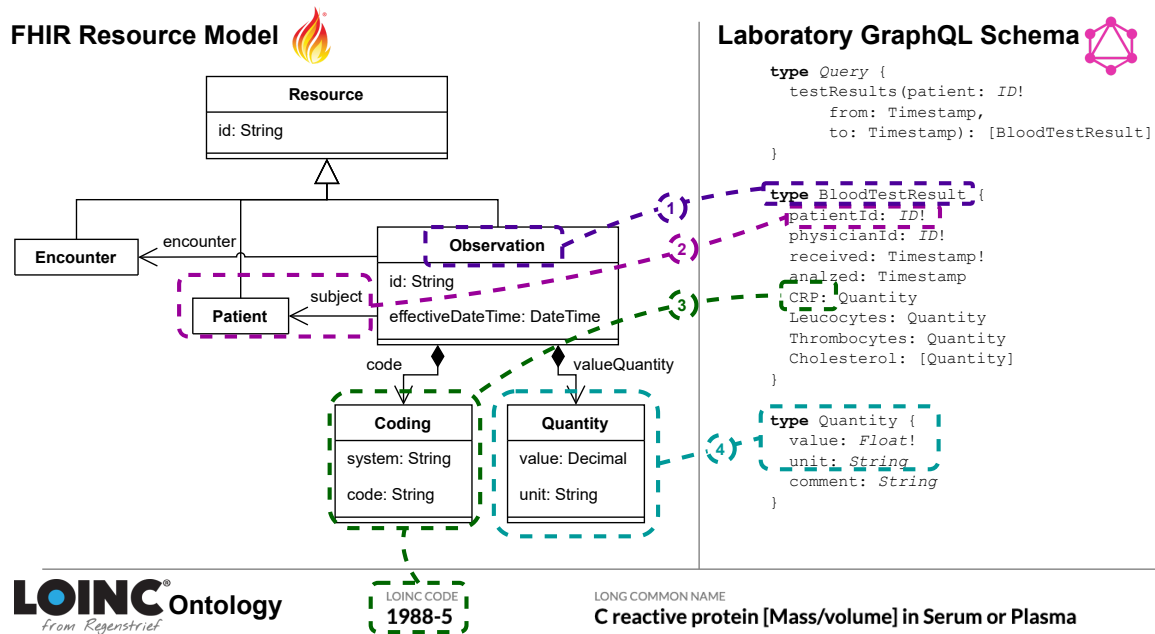 FHIR Resource Model
Resource
id: String
encounter
Encounter
Observation
id: String
effectiveDateTime: DateTime
subject
Patient
code
valueQuantity
Coding
system: String
code: String
Quantity
value: Decimal
unit: String
1
2
3
4
Laboratory GraphQL Schema
type Query {
testResults(patient: ID!
from: Timestamp,
to: Timestamp): [BloodTestResult]
}
type BloodTestResult {
patientId: ID!
physicianId: ID!
received: Timestamp!
analzed: Timestamp
CRP: Quantity
Leucocytes: Quantity
Thrombocytes: Quantity
Cholesterol: [Quantity]
}
type Quantity {
value: Float!
unit: String
comment: String
}
LOINC® Ontology
from Regenstrief
LOINC CODE
1988-5
LONG COMMON NAME
C reactive protein [Mass/volume] in Serum or Plasma